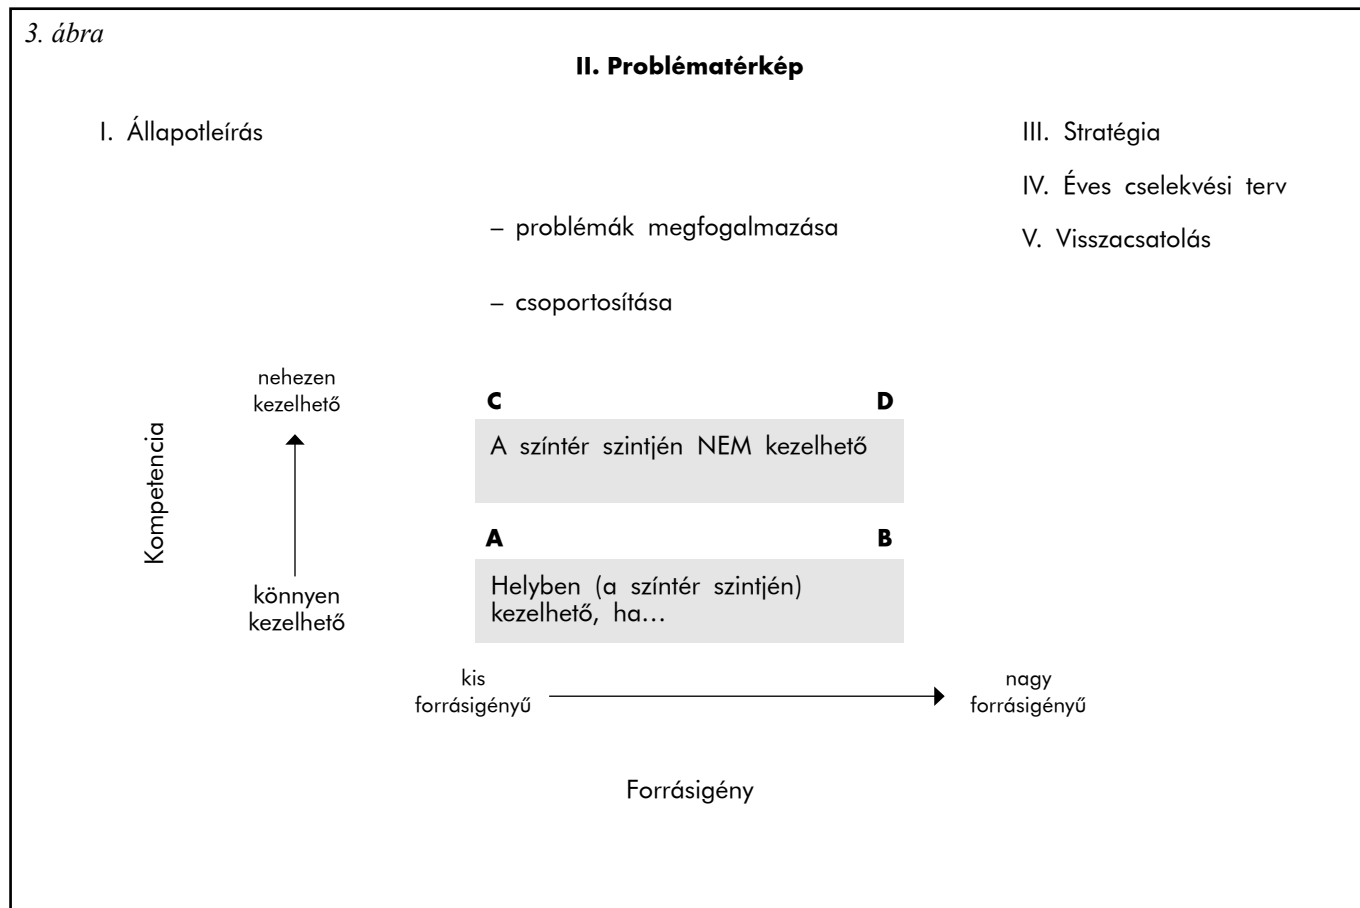 3. ábra
II. Problématérkép
I. Állapotleírás
III. Stratégia
IV. Éves cselekvési terv
V. Visszacsatolás
– problémák megfogalmazása
– csoportosítása
nehezen
kezelhető
Kompetencia
könnyen
kezelhető
C D
A színtér szintjén NEM kezelhető
A B
Helyben (a színtér szintjén)
kezelhető, ha...
kis
forrásigényű
nagy
forrásigényű
Forrásigény